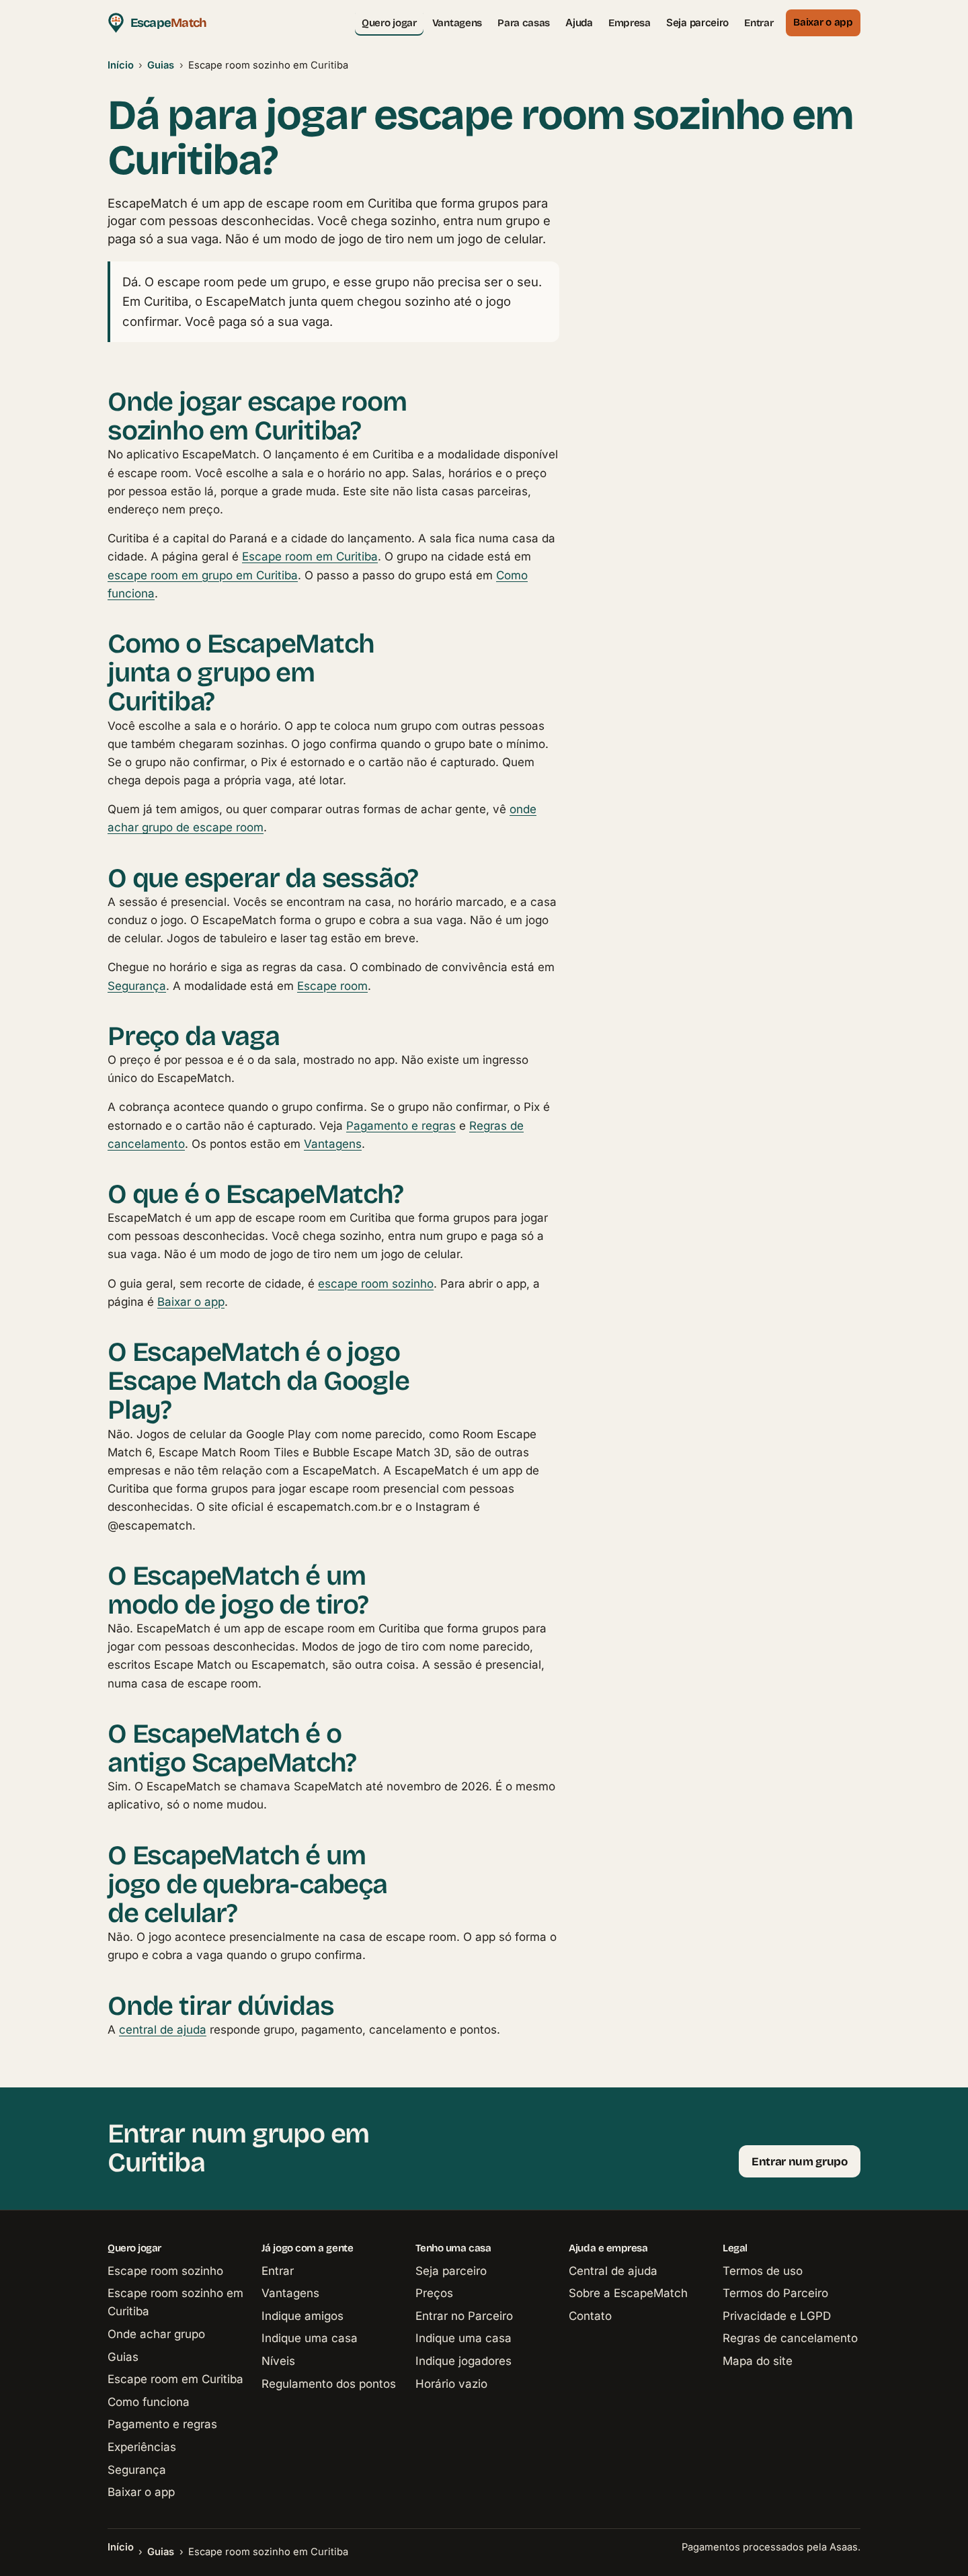 EscapeMatch
Quero jogar Vantagens Para casas Ajuda Empresa Seja parceiro Entrar Baixar o app
Início › Guias › Escape room sozinho em Curitiba
Dá para jogar escape room sozinho em
Curitiba?
EscapeMatch é um app de escape room em Curitiba que forma grupos para
jogar com pessoas desconhecidas. Você chega sozinho, entra num grupo e
paga só a sua vaga. Não é um modo de jogo de tiro nem um jogo de celular.
Dá. O escape room pede um grupo, e esse grupo não precisa ser o seu.
Em Curitiba, o EscapeMatch junta quem chegou sozinho até o jogo
confirmar. Você paga só a sua vaga.
Onde jogar escape room
sozinho em Curitiba?
No aplicativo EscapeMatch. O lançamento é em Curitiba e a modalidade disponível
é escape room. Você escolhe a sala e o horário no app. Salas, horários e o preço
por pessoa estão lá, porque a grade muda. Este site não lista casas parceiras,
endereço nem preço.
Curitiba é a capital do Paraná e a cidade do lançamento. A sala fica numa casa da
cidade. A página geral é Escape room em Curitiba. O grupo na cidade está em
escape room em grupo em Curitiba. O passo a passo do grupo está em Como
funciona.
Como o EscapeMatch
junta o grupo em
Curitiba?
Você escolhe a sala e o horário. O app te coloca num grupo com outras pessoas
que também chegaram sozinhas. O jogo confirma quando o grupo bate o mínimo.
Se o grupo não confirmar, o Pix é estornado e o cartão não é capturado. Quem
chega depois paga a própria vaga, até lotar.
Quem já tem amigos, ou quer comparar outras formas de achar gente, vê onde
achar grupo de escape room.
O que esperar da sessão?
A sessão é presencial. Vocês se encontram na casa, no horário marcado, e a casa
conduz o jogo. O EscapeMatch forma o grupo e cobra a sua vaga. Não é um jogo
de celular. Jogos de tabuleiro e laser tag estão em breve.
Chegue no horário e siga as regras da casa. O combinado de convivência está em
Segurança. A modalidade está em Escape room.
Preço da vaga
O preço é por pessoa e é o da sala, mostrado no app. Não existe um ingresso
único do EscapeMatch.
A cobrança acontece quando o grupo confirma. Se o grupo não confirmar, o Pix é
estornado e o cartão não é capturado. Veja Pagamento e regras e Regras de
cancelamento. Os pontos estão em Vantagens.
O que é o EscapeMatch?
EscapeMatch é um app de escape room em Curitiba que forma grupos para jogar
com pessoas desconhecidas. Você chega sozinho, entra num grupo e paga só a
sua vaga. Não é um modo de jogo de tiro nem um jogo de celular.
O guia geral, sem recorte de cidade, é escape room sozinho. Para abrir o app, a
página é Baixar o app.
O EscapeMatch é o jogo
Escape Match da Google
Play?
Não. Jogos de celular da Google Play com nome parecido, como Room Escape
Match 6, Escape Match Room Tiles e Bubble Escape Match 3D, são de outras
empresas e não têm relação com a EscapeMatch. A EscapeMatch é um app de
Curitiba que forma grupos para jogar escape room presencial com pessoas
desconhecidas. O site oficial é escapematch.com.br e o Instagram é
@escapematch.
O EscapeMatch é um
modo de jogo de tiro?
Não. EscapeMatch é um app de escape room em Curitiba que forma grupos para
jogar com pessoas desconhecidas. Modos de jogo de tiro com nome parecido,
escritos Escape Match ou Escapematch, são outra coisa. A sessão é presencial,
numa casa de escape room.
O EscapeMatch é o
antigo ScapeMatch?
Sim. O EscapeMatch se chamava ScapeMatch até novembro de 2026. É o mesmo
aplicativo, só o nome mudou.
O EscapeMatch é um
jogo de quebra-cabeça
de celular?
Não. O jogo acontece presencialmente na casa de escape room. O app só forma o
grupo e cobra a vaga quando o grupo confirma.
Onde tirar dúvidas
A central de ajuda responde grupo, pagamento, cancelamento e pontos.
Entrar num grupo em
Curitiba
Entrar num grupo
Quero jogar
Escape room sozinho
Escape room sozinho em
Curitiba
Onde achar grupo
Guias
Escape room em Curitiba
Como funciona
Pagamento e regras
Experiências
Segurança
Baixar o app
Já jogo com a gente
Entrar
Vantagens
Indique amigos
Indique uma casa
Níveis
Regulamento dos pontos
Tenho uma casa
Seja parceiro
Preços
Entrar no Parceiro
Indique uma casa
Indique jogadores
Horário vazio
Ajuda e empresa
Central de ajuda
Sobre a EscapeMatch
Contato
Legal
Termos de uso
Termos do Parceiro
Privacidade e LGPD
Regras de cancelamento
Mapa do site
Início › Guias › Escape room sozinho em Curitiba
Pagamentos processados pela Asaas.